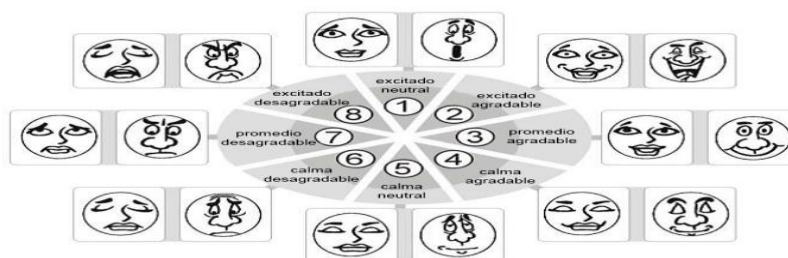 excitado
neutral
1
excitado
agradable
2
promedio
agradable
3
calma
agradable
4
calma
neutral
5
calma
desagradable
6
promedio
desagradable
7
excitado
desagradable
8